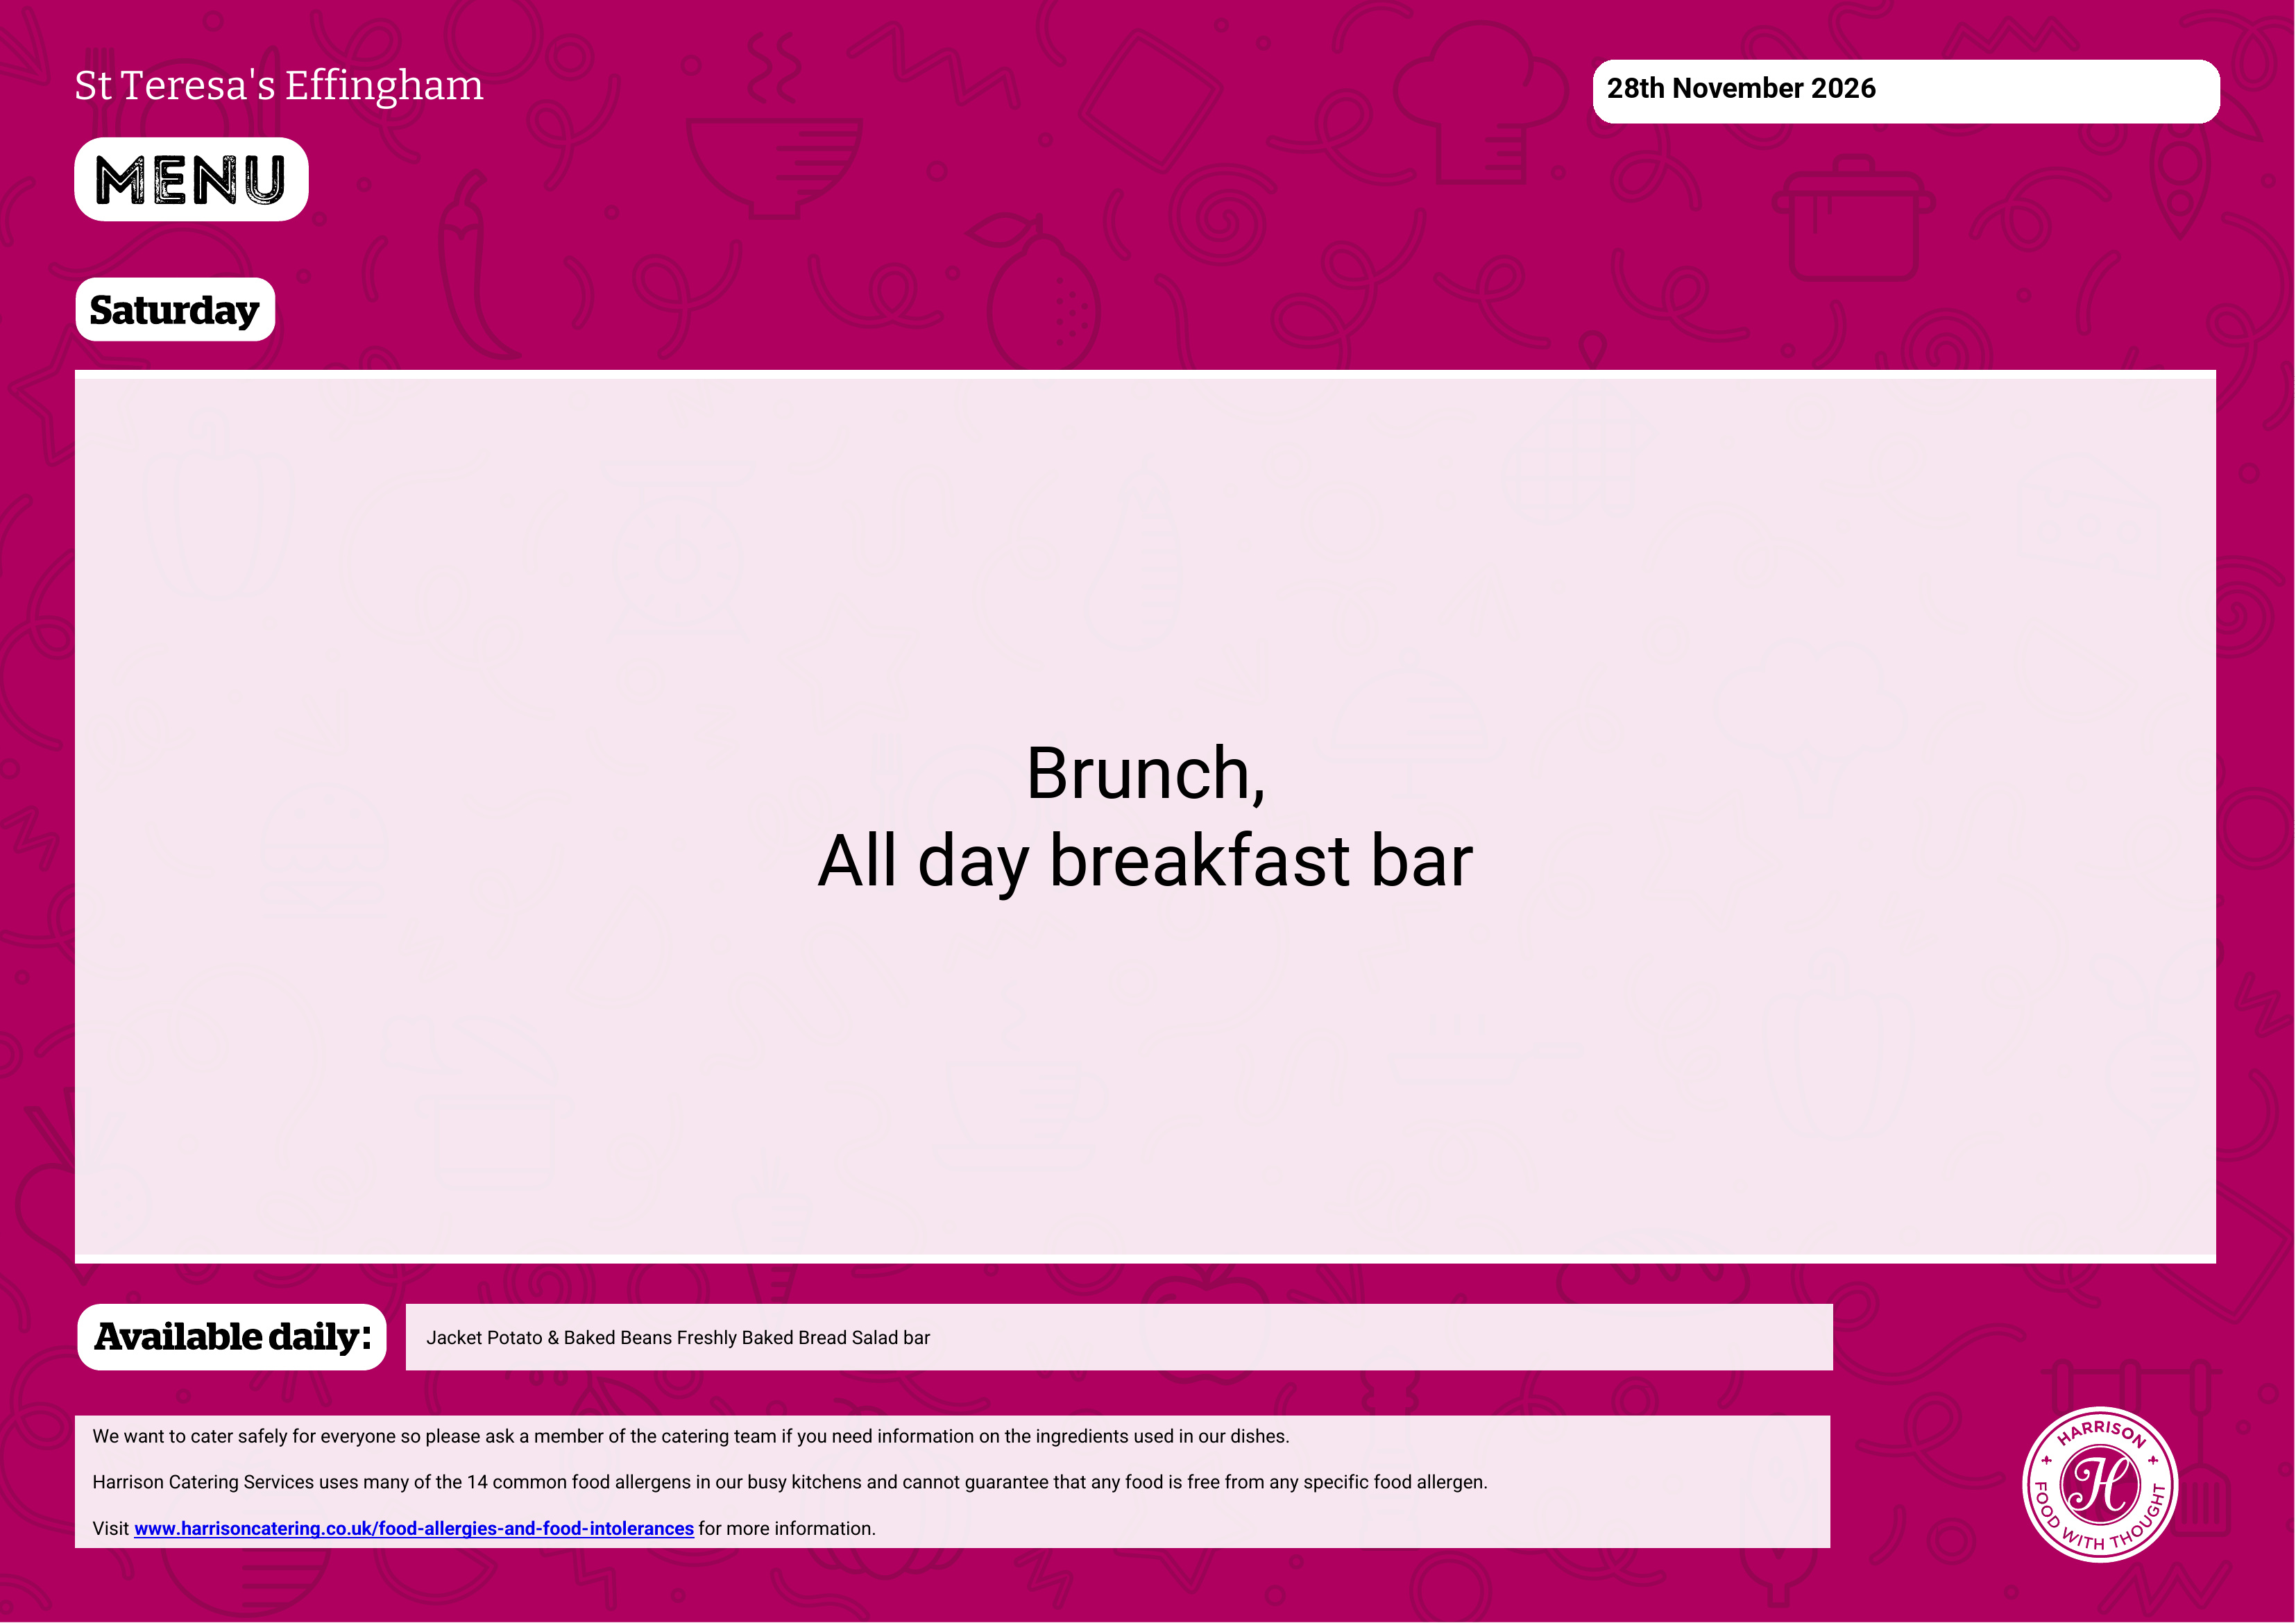 St Teresa's Effingham
28th November 2026
MENU
Saturday
Brunch,
All day breakfast bar
Available daily:
Jacket Potato & Baked Beans Freshly Baked Bread Salad bar
We want to cater safely for everyone so please ask a member of the catering team if you need information on the ingredients used in our dishes.
Harrison Catering Services uses many of the 14 common food allergens in our busy kitchens and cannot guarantee that any food is free from any specific food allergen.
Visit www.harrisoncatering.co.uk/food-allergies-and-food-intolerances for more information.
HARRISON
H
FOOD WITH THOUGHT